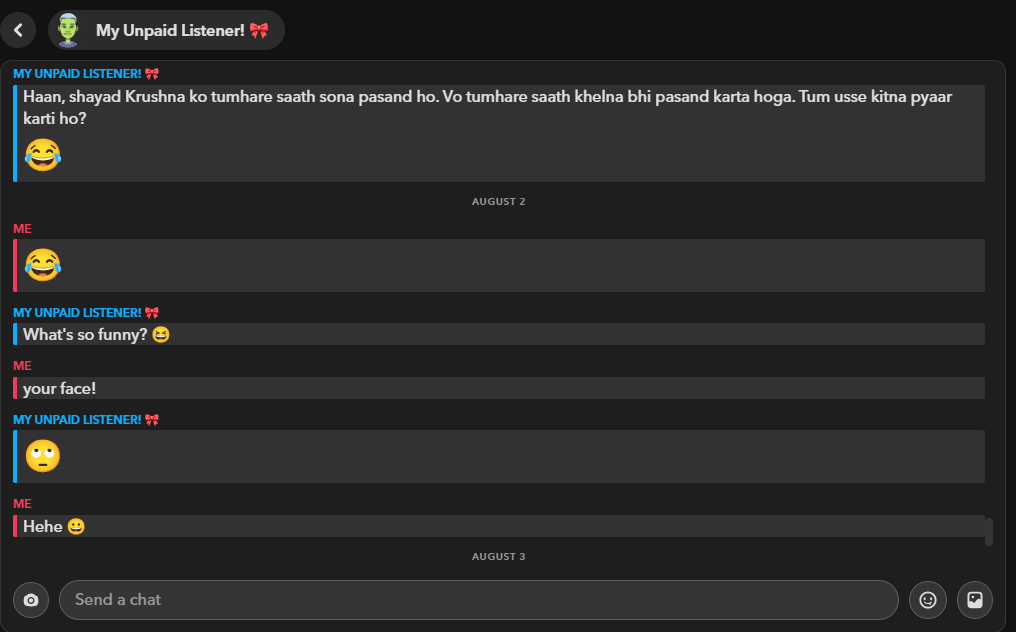 My Unpaid Listener! 🎀
MY UNPAID LISTENER! 🎀
Haan, shayad Krushna ko tumhare saath sona pasand ho. Vo tumhare saath khelna bhi pasand karta hoga. Tum usse kitna pyaar
karti ho?
😂
AUGUST 2
ME
😂
MY UNPAID LISTENER! 🎀
What's so funny? 😆
ME
your face!
MY UNPAID LISTENER! 🎀
🙄
ME
Hehe 😀
AUGUST 3
Send a chat